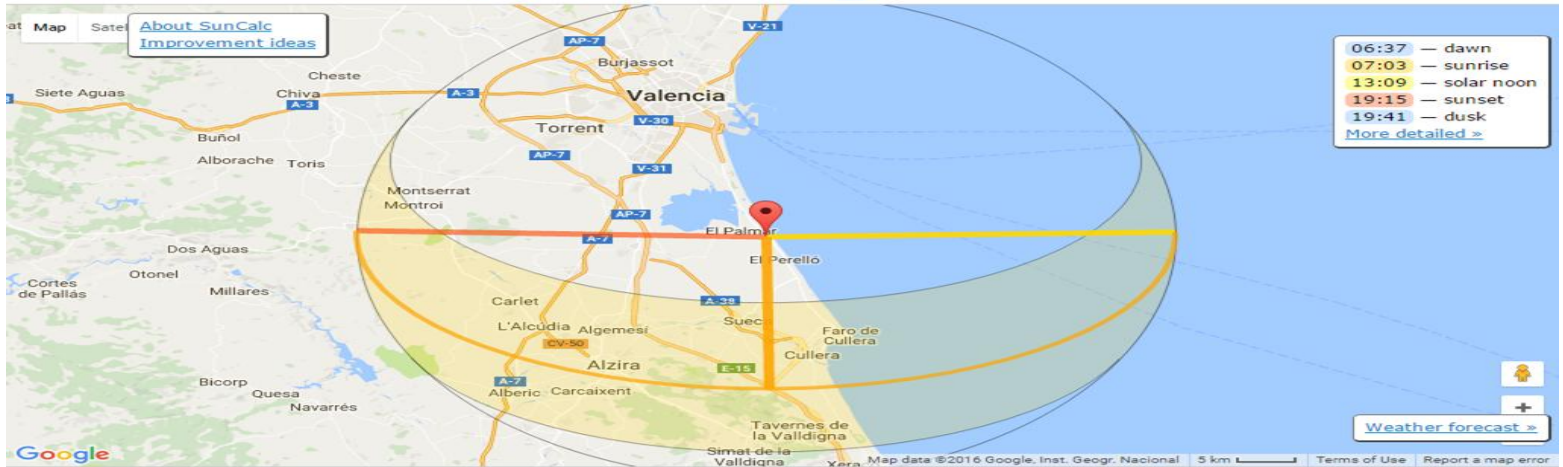 Map
About SunCalc
Improvement ideas
V-21
AP-7
Burjassot
06:37 — dawn
07:03 — sunrise
13:09 — solar noon
19:15 — sunset
19:41 — dusk
More detailed »
Cheste
Siete Aguas
Chiva
A-3
A-3
Valencia
Buñol
Torrent
V-30
Alborache
Toris
AP-7
V-31
Montserrat
Montroi
AP-7
El Palmar
A-7
Dos Aguas
El Perelló
Otonel
Cortes
de Pallás
Millares
Carlet
A-38
L'Alcúdia
Algemesí
Sueca
Faro de
Cullera
CV-50
Cullera
Alzira
E-15
Bicorp
A-7
Quesa
Alberic
Carcaixent
Navarrés
Tavernes de
la Valldigna
+
Weather forecast »
Simat de la
Valldigna
Google
Map data ©2016 Google, Inst. Geogr. Nacional
5 km
Terms of Use
Report a map error